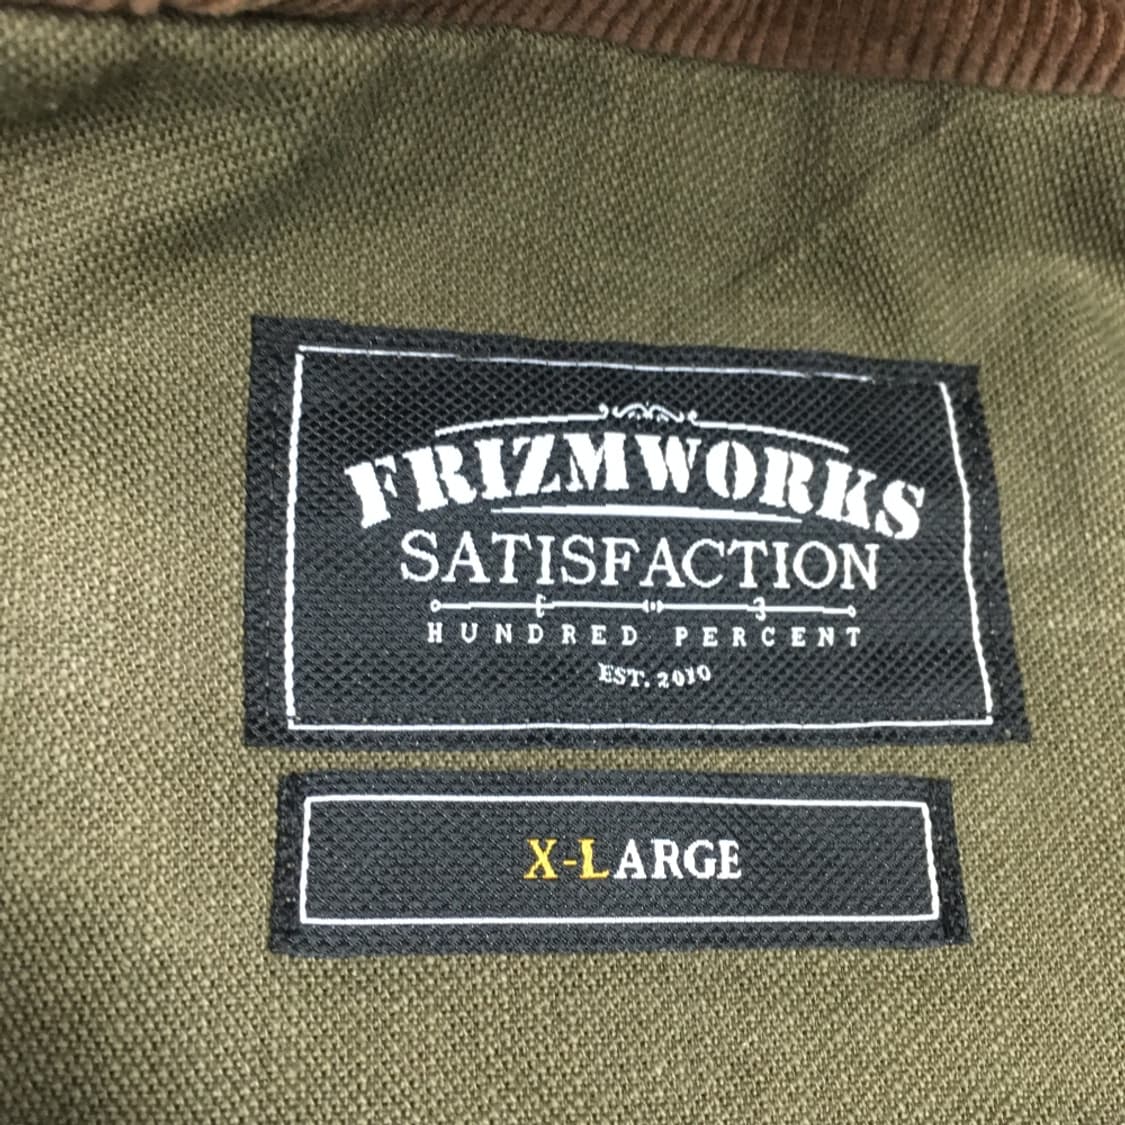 FRIZMWORKS
SATISFACTION
HUNDRED PERCENT
EST. 2010
X-LARGE